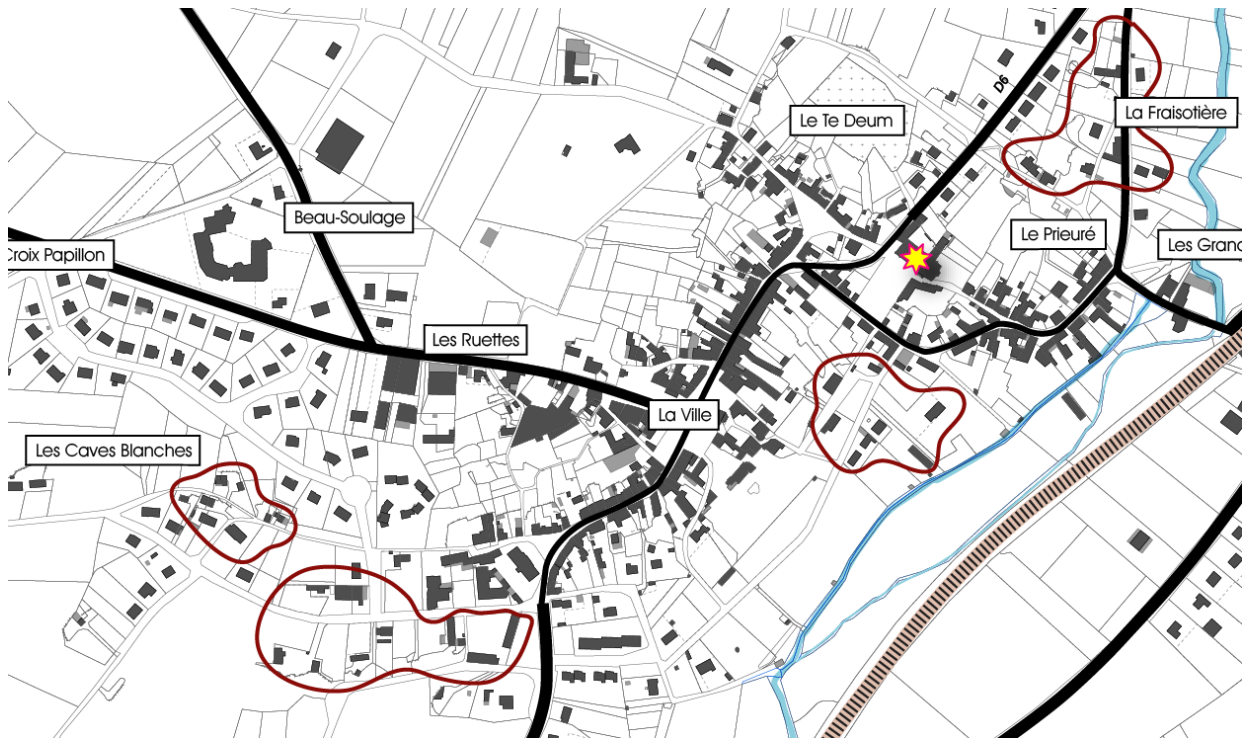 D6
Le Te Deum
La Fraisotière
Beau-Soulage
Le Prieuré
Croix Papillon
Les Grand
Les Ruettes
La Ville
Les Caves Blanches